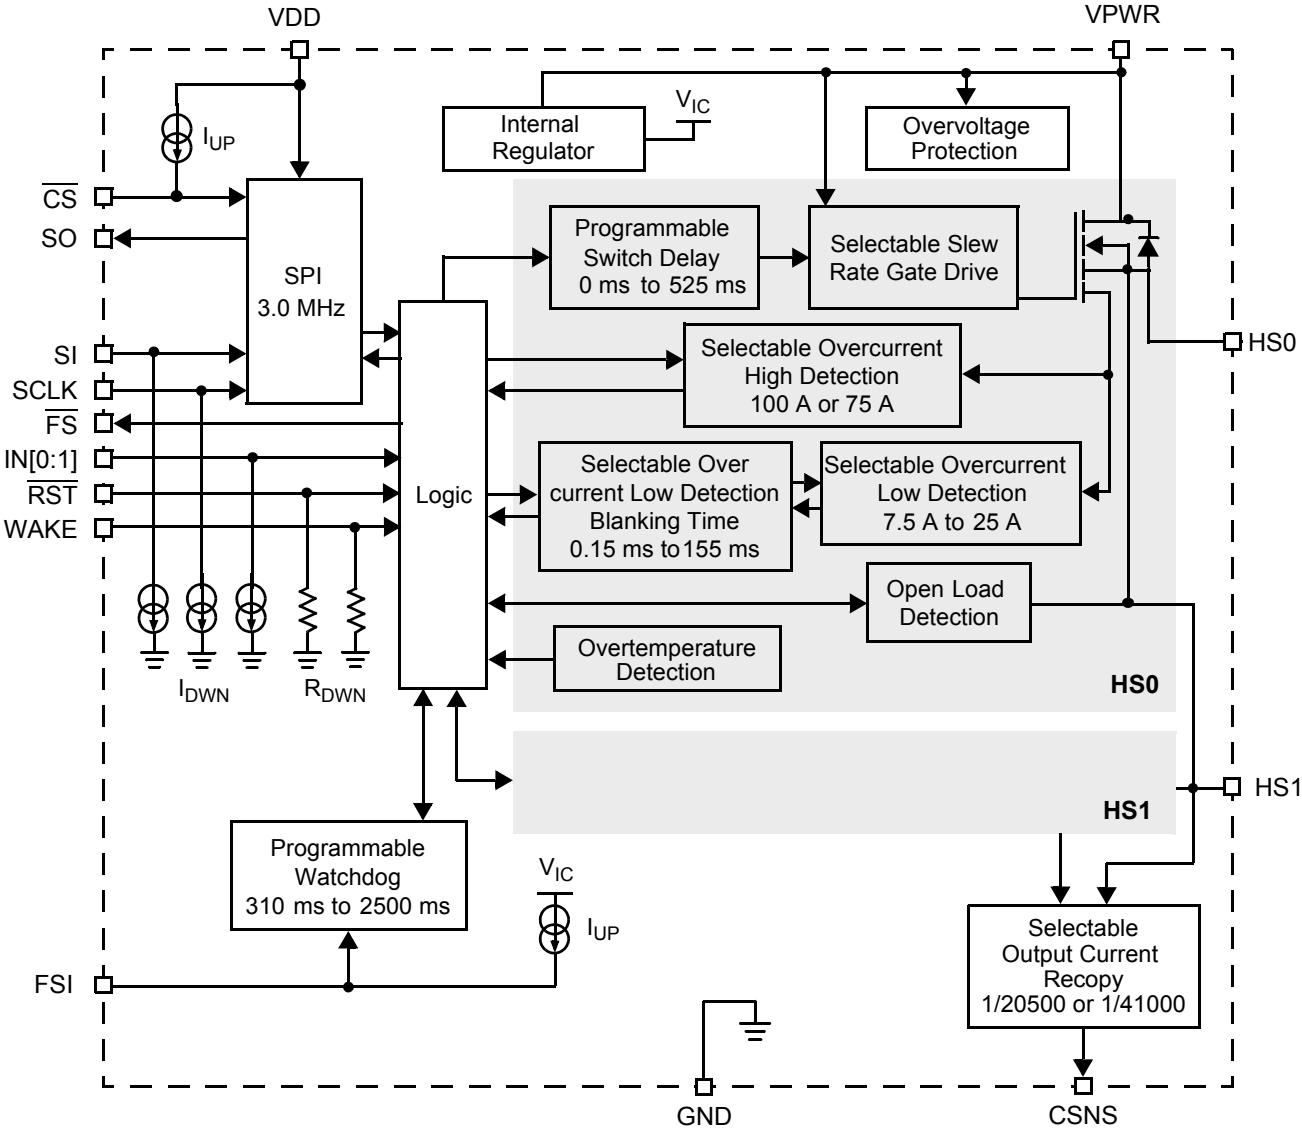 VDD
VPWR
Internal
Regulator
VIC
Overvoltage
Protection
IUP
CS
SO
SPI
3.0 MHz
Programmable
Switch Delay
0 ms to 525 ms
Selectable Slew
Rate Gate Drive
SI
SCLK
FS
IN[0:1]
RST
WAKE
Logic
Selectable Overcurrent
High Detection
100 A or 75 A
HS0
Selectable Over
current Low Detection
Blanking Time
0.15 ms to155 ms
Selectable Overcurrent
Low Detection
7.5 A to 25 A
Open Load
Detection
Overtemperature
Detection
HS0
IDWN
RDWN
HS1
HS1
Programmable
Watchdog
310 ms to 2500 ms
VIC
IUP
FSI
Selectable
Output Current
Recopy
1/20500 or 1/41000
GND
CSNS